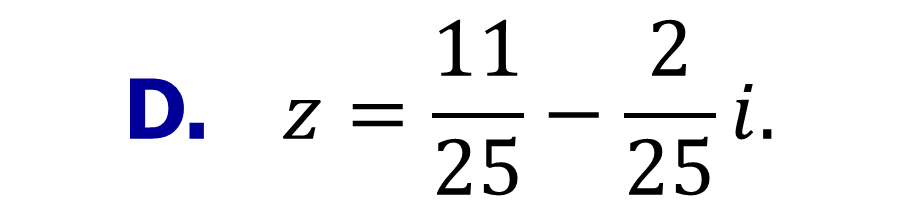 D. z = 11/25 − 2/25 i.